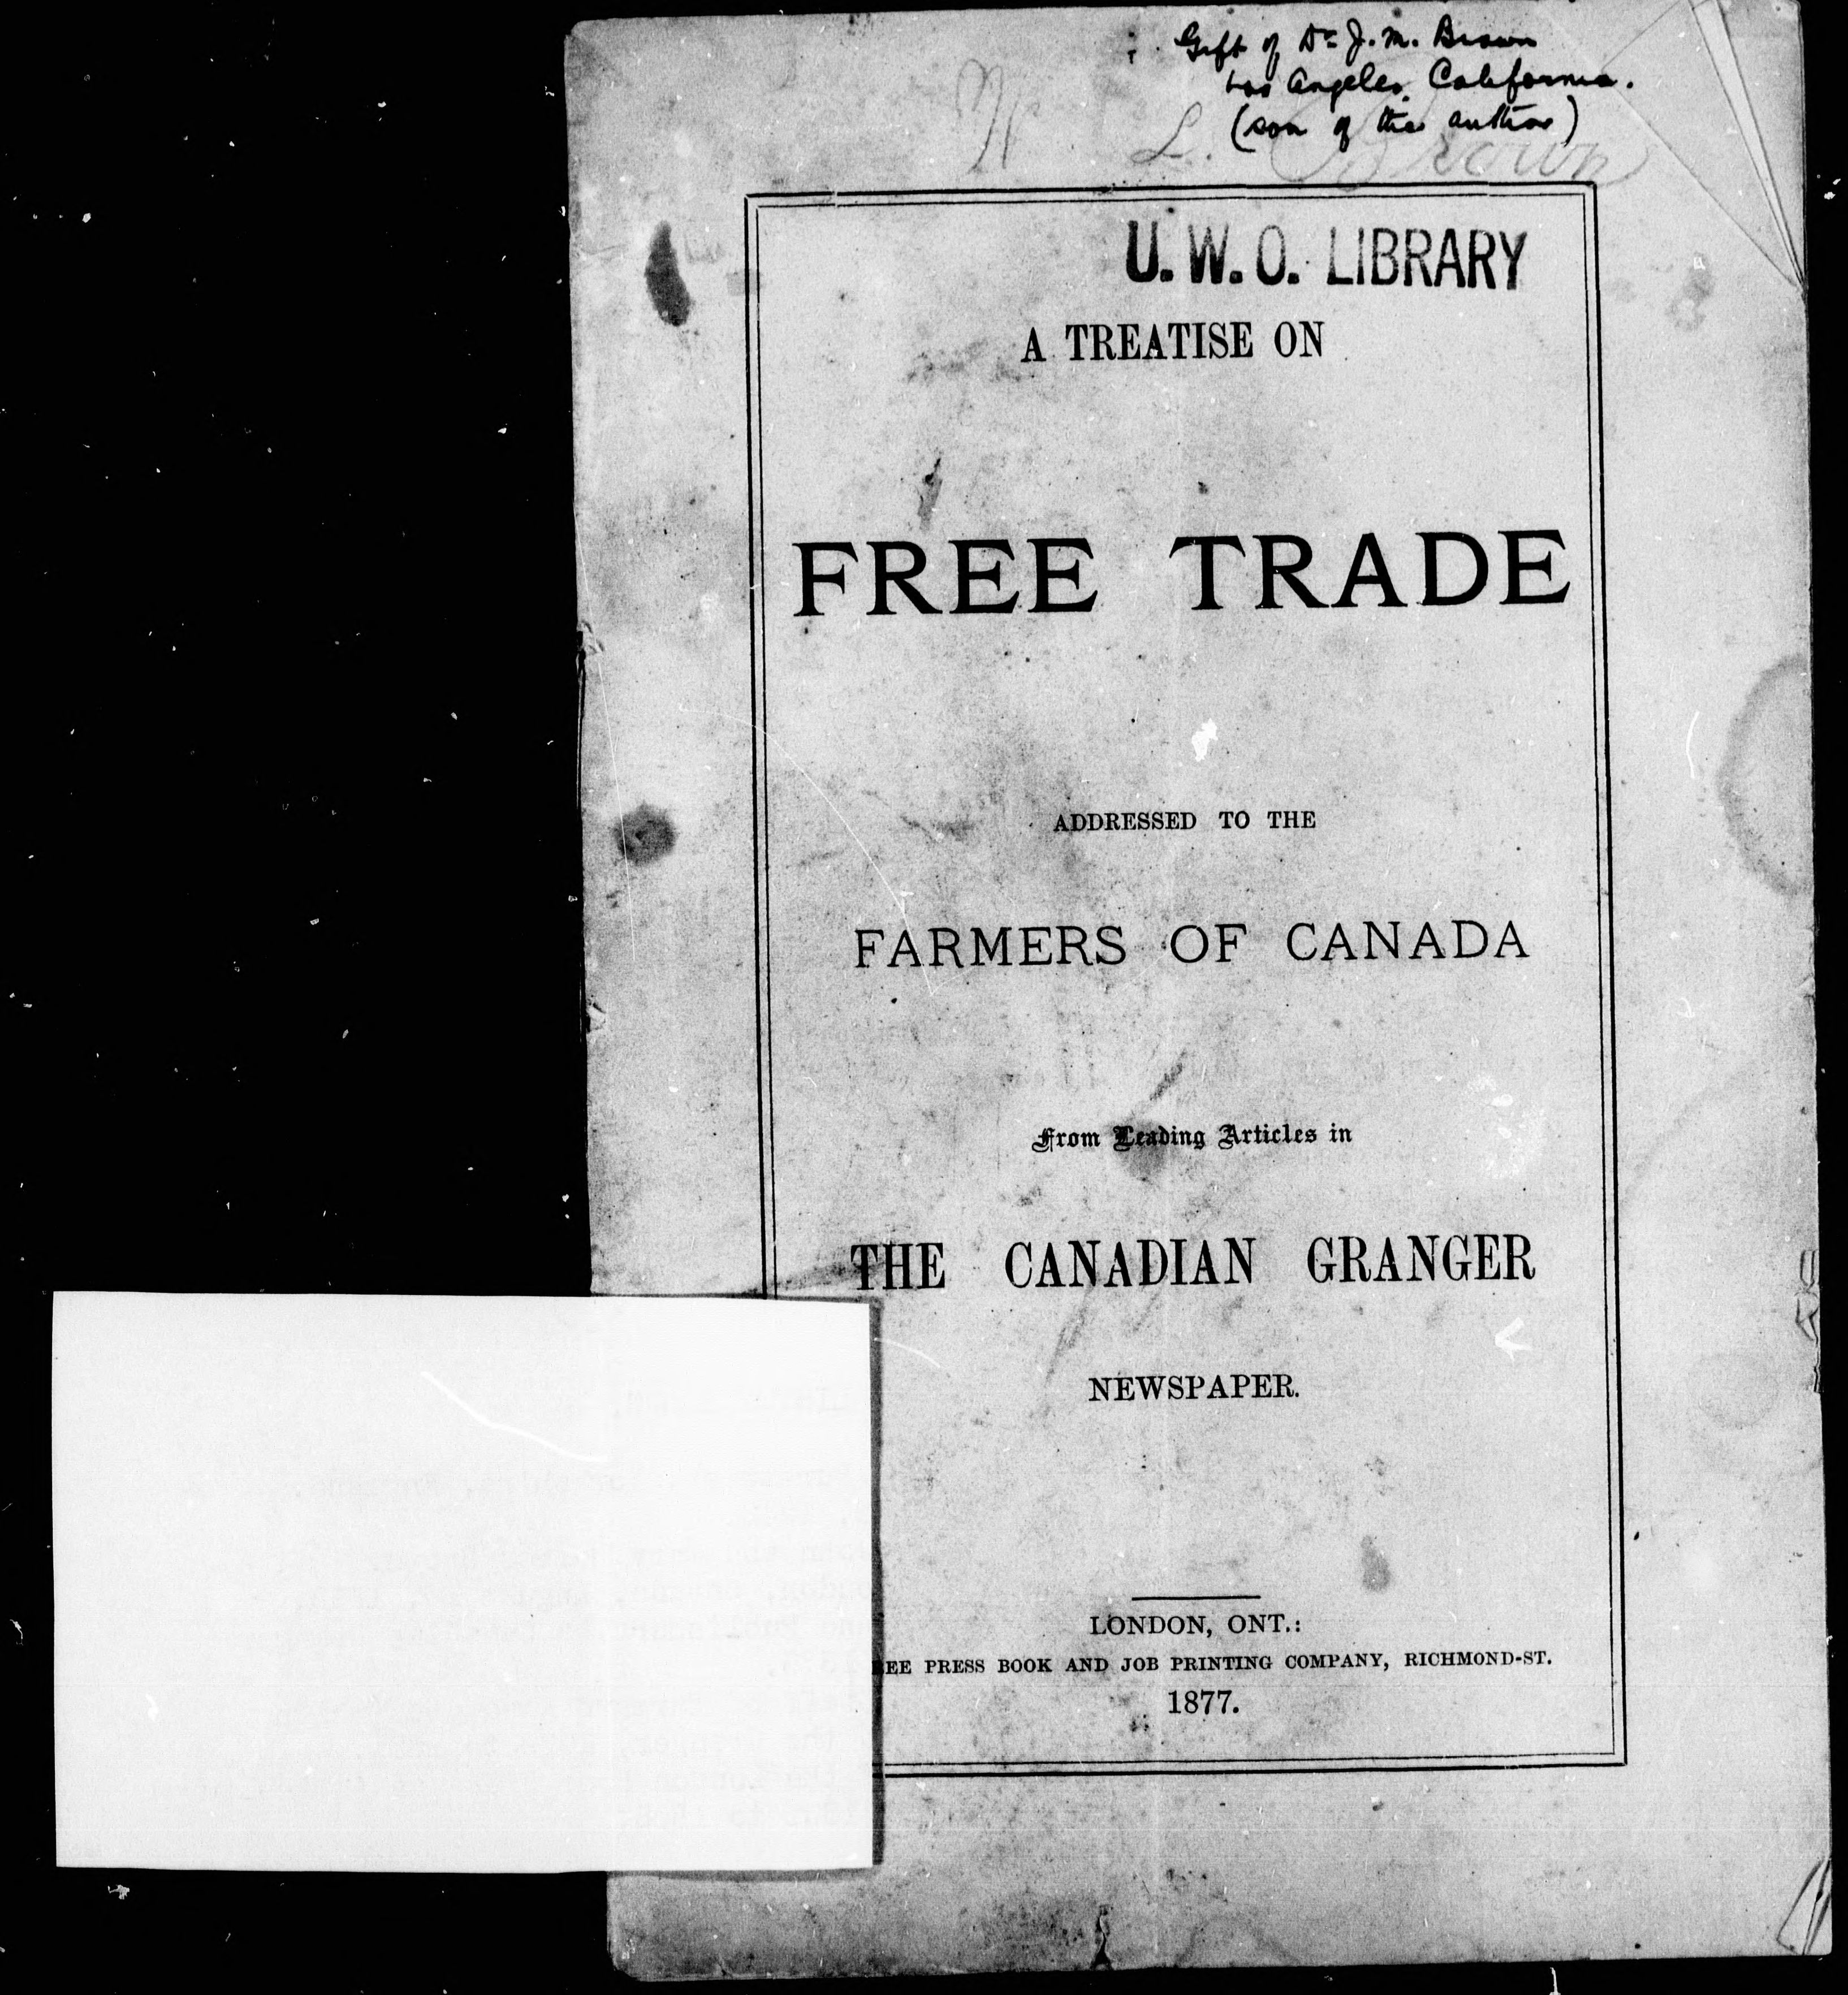 Gift of Dr J. M. Brown
Los Angeles, California.
(son of the author)
W. L. Brown
U. W. O. LIBRARY
A TREATISE ON
FREE TRADE
ADDRESSED TO THE
FARMERS OF CANADA
From Leading Articles in
THE CANADIAN GRANGER
NEWSPAPER.
LONDON, ONT.:
EE PRESS BOOK AND JOB PRINTING COMPANY, RICHMOND-ST.
1877.